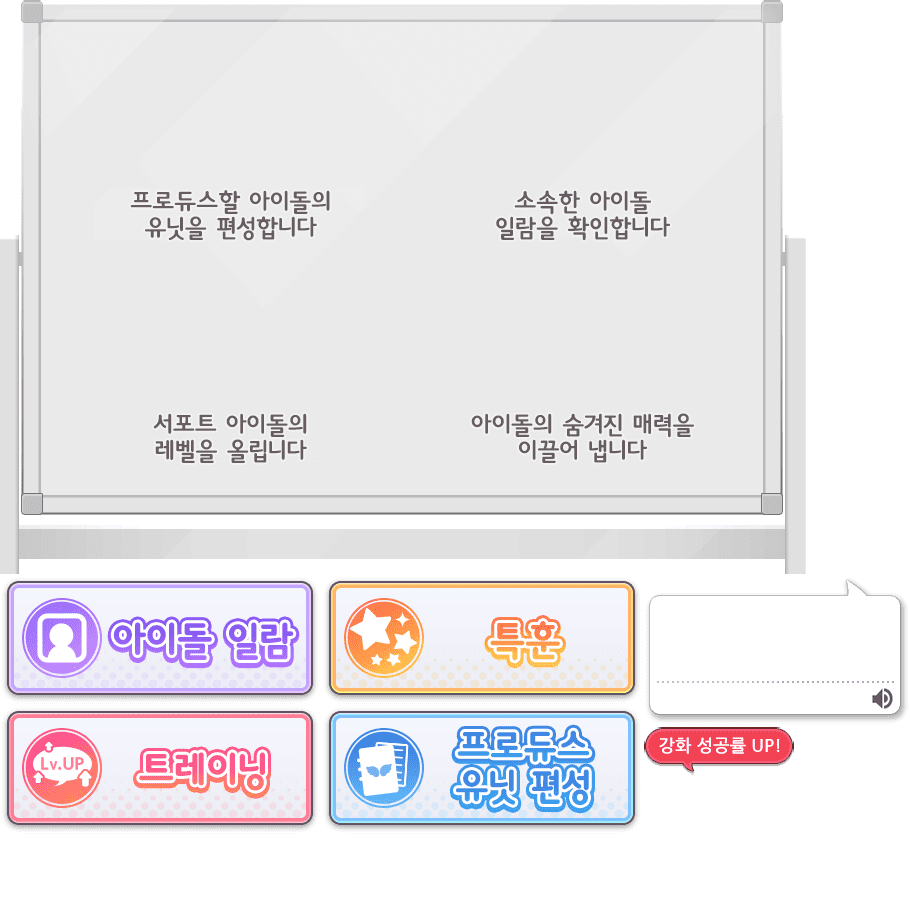 프로듀스할 아이돌의
유닛을 편성합니다
소속한 아이돌
일람을 확인합니다
서포트 아이돌의
레벨을 올립니다
아이돌의 숨겨진 매력을
이끌어 냅니다
아이돌 일람
특훈
Lv.UP
트레이닝
프로듀스
유닛 편성
강화 성공률 UP!